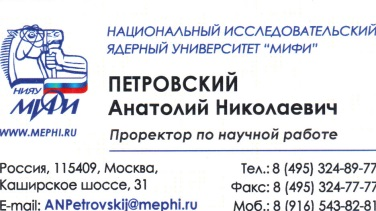 НАЦИОНАЛЬНЫЙ ИССЛЕДОВАТЕЛЬСКИЙ
ЯДЕРНЫЙ УНИВЕРСИТЕТ “МИФИ”
НИЯУ
МИФИ
WWW.MEPHI.RU
ПЕТРОВСКИЙ
Анатолий Николаевич
Проректор по научной работе
Россия, 115409, Москва,
Каширское шоссе, 31
E-mail: ANPetrovskij@mephi.ru
Тел.: 8 (495) 324-89-77
Факс: 8 (495) 324-77-77
Моб.: 8 (916) 543-82-81